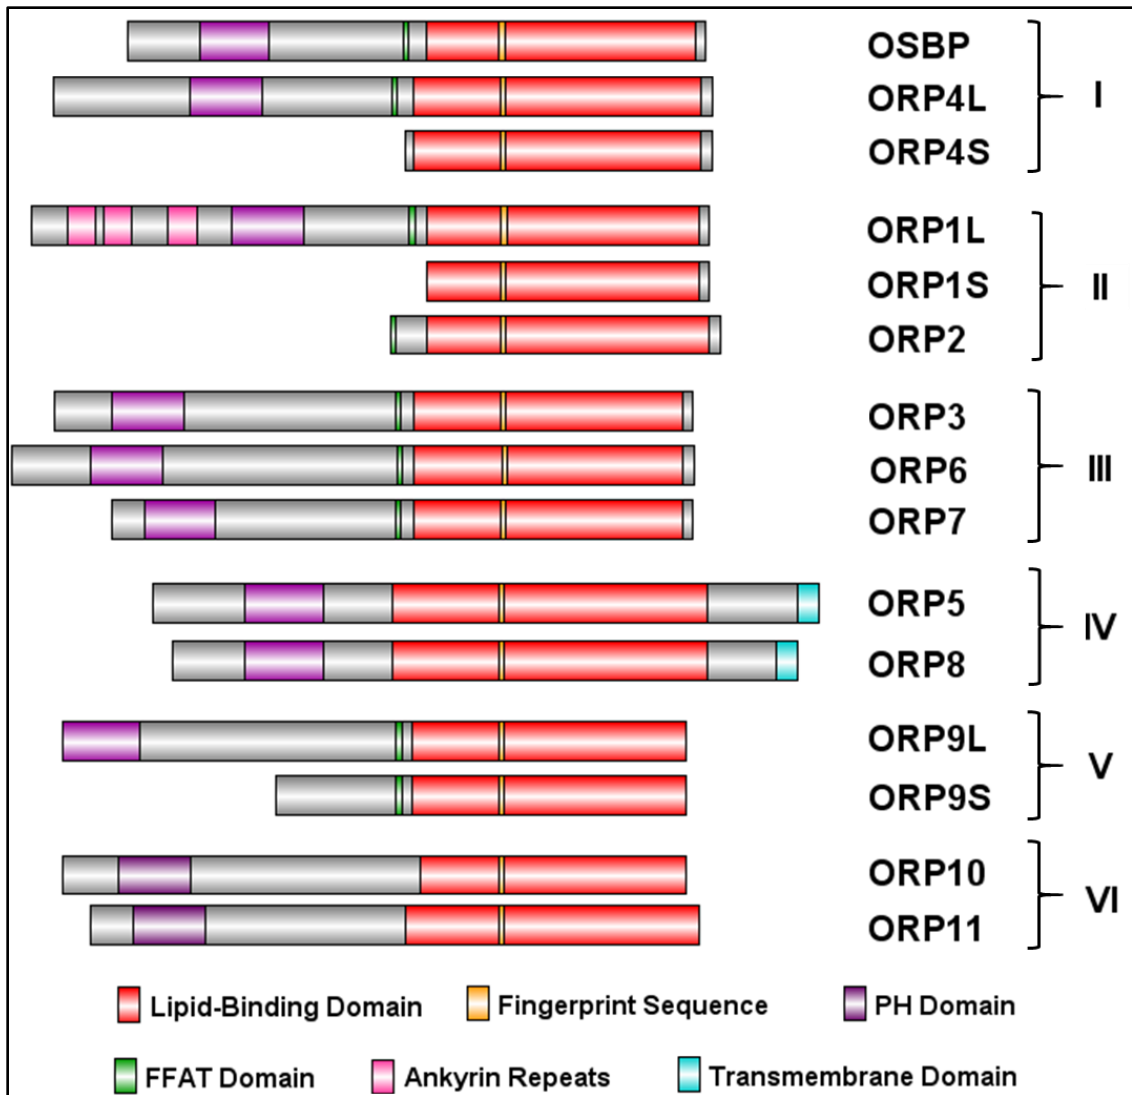 OSBP
ORP4L
I
ORP4S
ORP1L
ORP1S
II
ORP2
ORP3
ORP6
III
ORP7
ORP5
IV
ORP8
ORP9L
V
ORP9S
ORP10
VI
ORP11
Lipid-Binding Domain Fingerprint Sequence PH Domain
FFAT Domain Ankyrin Repeats Transmembrane Domain